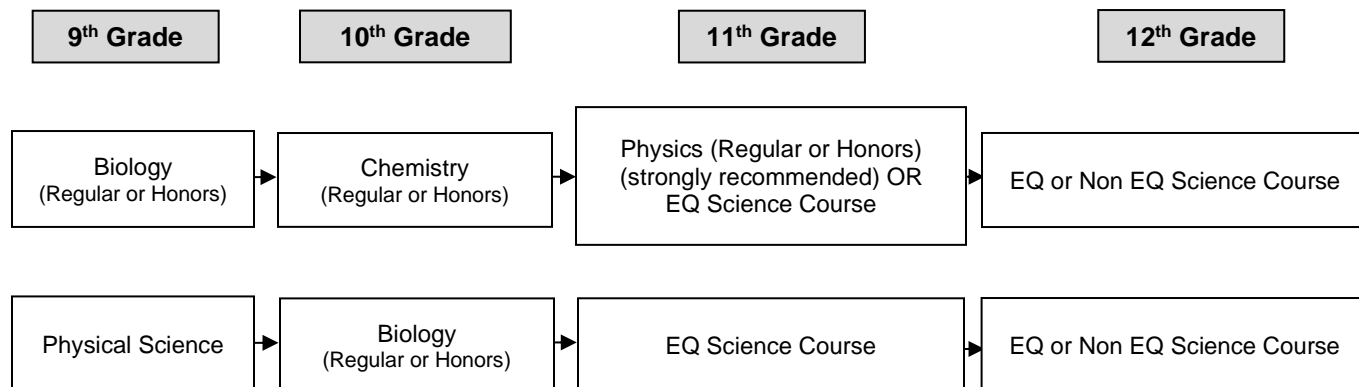 9th Grade
10th Grade
11th Grade
12th Grade
Biology
(Regular or Honors)
Chemistry
(Regular or Honors)
Physics (Regular or Honors)
(strongly recommended) OR
EQ Science Course
EQ or Non EQ Science Course
Physical Science
Biology
(Regular or Honors)
EQ Science Course
EQ or Non EQ Science Course